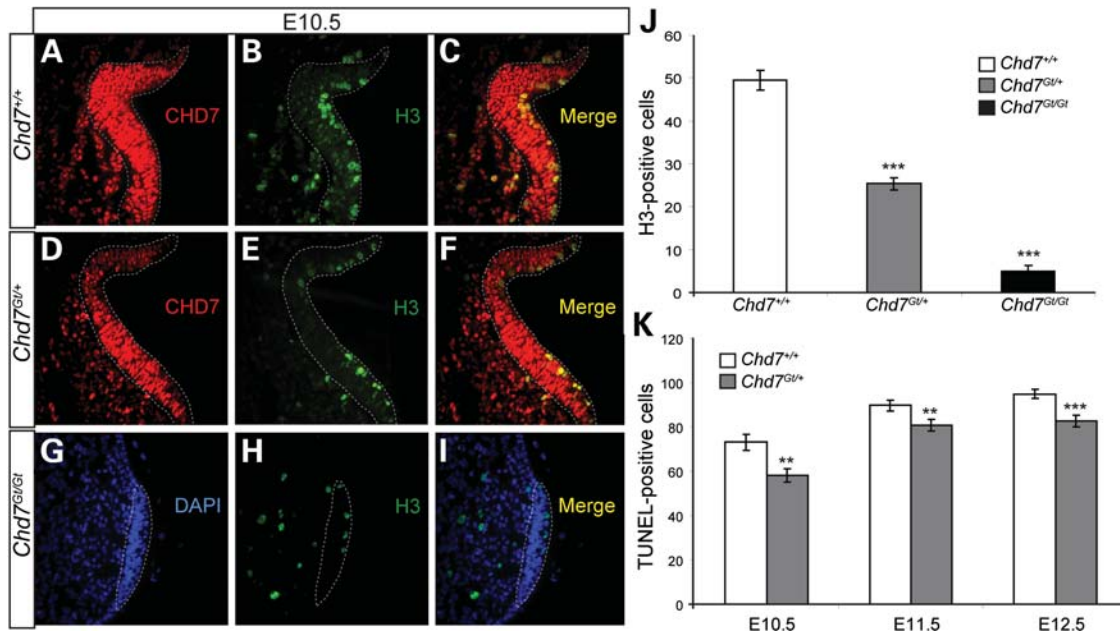 E10.5
Chd7+/+
A
CHD7
B
H3
C
Merge
Chd7Gt/+
D
CHD7
E
H3
F
Merge
Chd7Gt/Gt
G
DAPI
H
H3
I
Merge
J
H3-positive cells
60
50
40
30
20
10
0
Chd7+/+
Chd7Gt/+
Chd7Gt/Gt
***
***
Chd7+/+ Chd7Gt/+ Chd7Gt/Gt
K
TUNEL-positive cells
120
100
80
60
40
20
0
Chd7+/+
Chd7Gt/+
**
**
***
E10.5 E11.5 E12.5